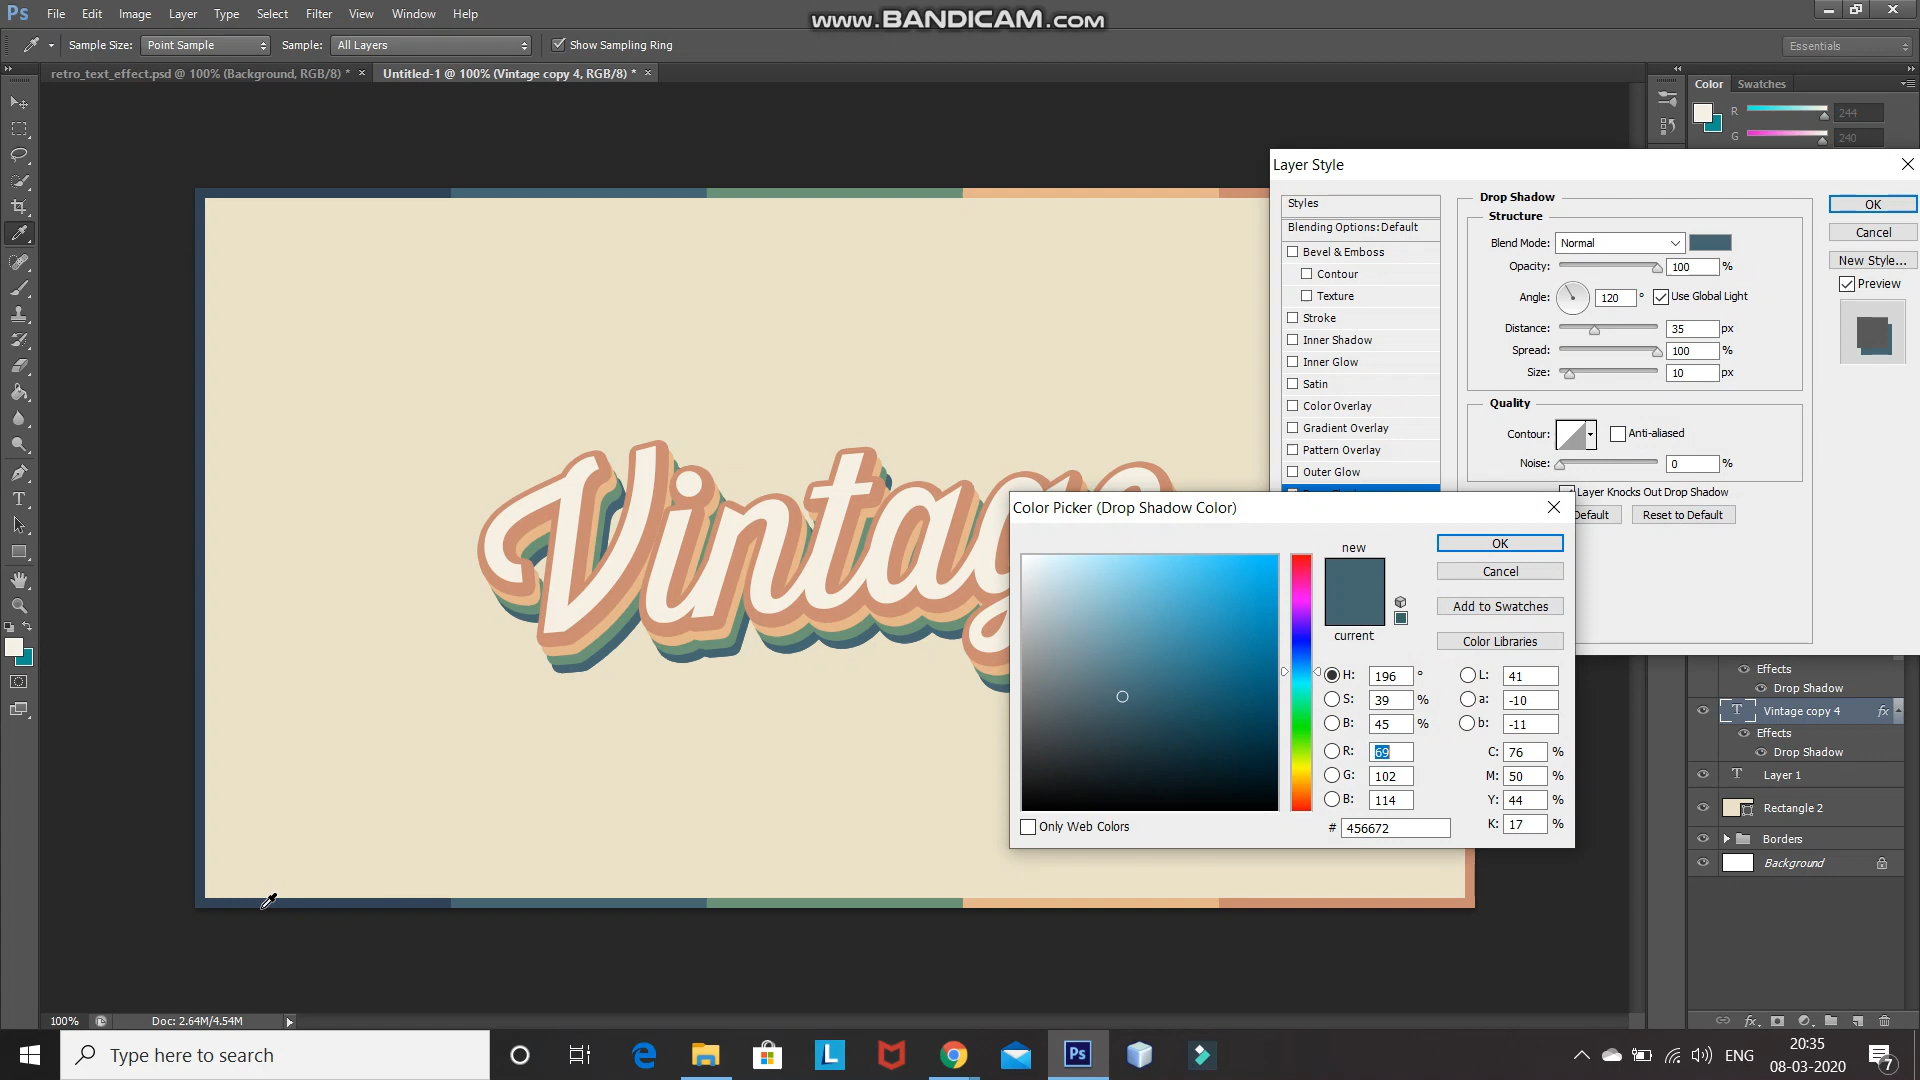 Ps File Edit Image Layer Type Select Filter View Window Help
www.BANDICAM.com
Sample Size: Point Sample Sample: All Layers Show Sampling Ring Essentials
retro_text_effect.psd @ 100% (Background, RGB/8) * × Untitled-1 @ 100% (Vintage copy 4, RGB/8) * ×
Color Swatches
R 244
G 240
Layer Style
Styles
Blending Options:Default
Bevel & Emboss
Contour
Texture
Stroke
Inner Shadow
Inner Glow
Satin
Color Overlay
Gradient Overlay
Pattern Overlay
Outer Glow
Drop Shadow
Structure
Blend Mode: Normal
Opacity: 100 %
Angle: 120 ° Use Global Light
Distance: 35 px
Spread: 100 %
Size: 10 px
Quality
Contour: Anti-aliased
Noise: 0 %
Layer Knocks Out Drop Shadow
Default Reset to Default
OK
Cancel
New Style...
Preview
Vintage
Color Picker (Drop Shadow Color)
new
current
OK
Cancel
Add to Swatches
Color Libraries
H: 196 ° L: 41
S: 39 % a: -10
B: 45 % b: -11
R: 69 C: 76 %
G: 102 M: 50 %
B: 114 Y: 44 %
# 456672 K: 17 %
Only Web Colors
Effects
Drop Shadow
T Vintage copy 4 fx
Effects
Drop Shadow
T Layer 1
Rectangle 2
Borders
Background
100% Doc: 2.64M/4.54M
Type here to search
L
Ps
ENG
20:35
08-03-2020
7